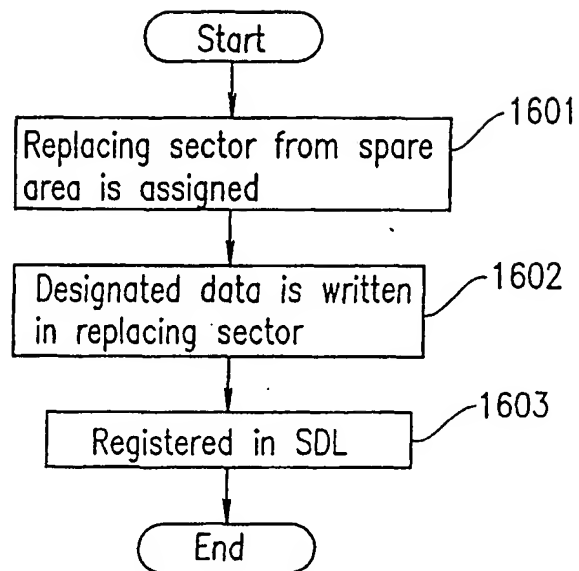 Start
1601
Replacing sector from spare
area is assigned
1602
Designated data is written
in replacing sector
1603
Registered in SDL
End